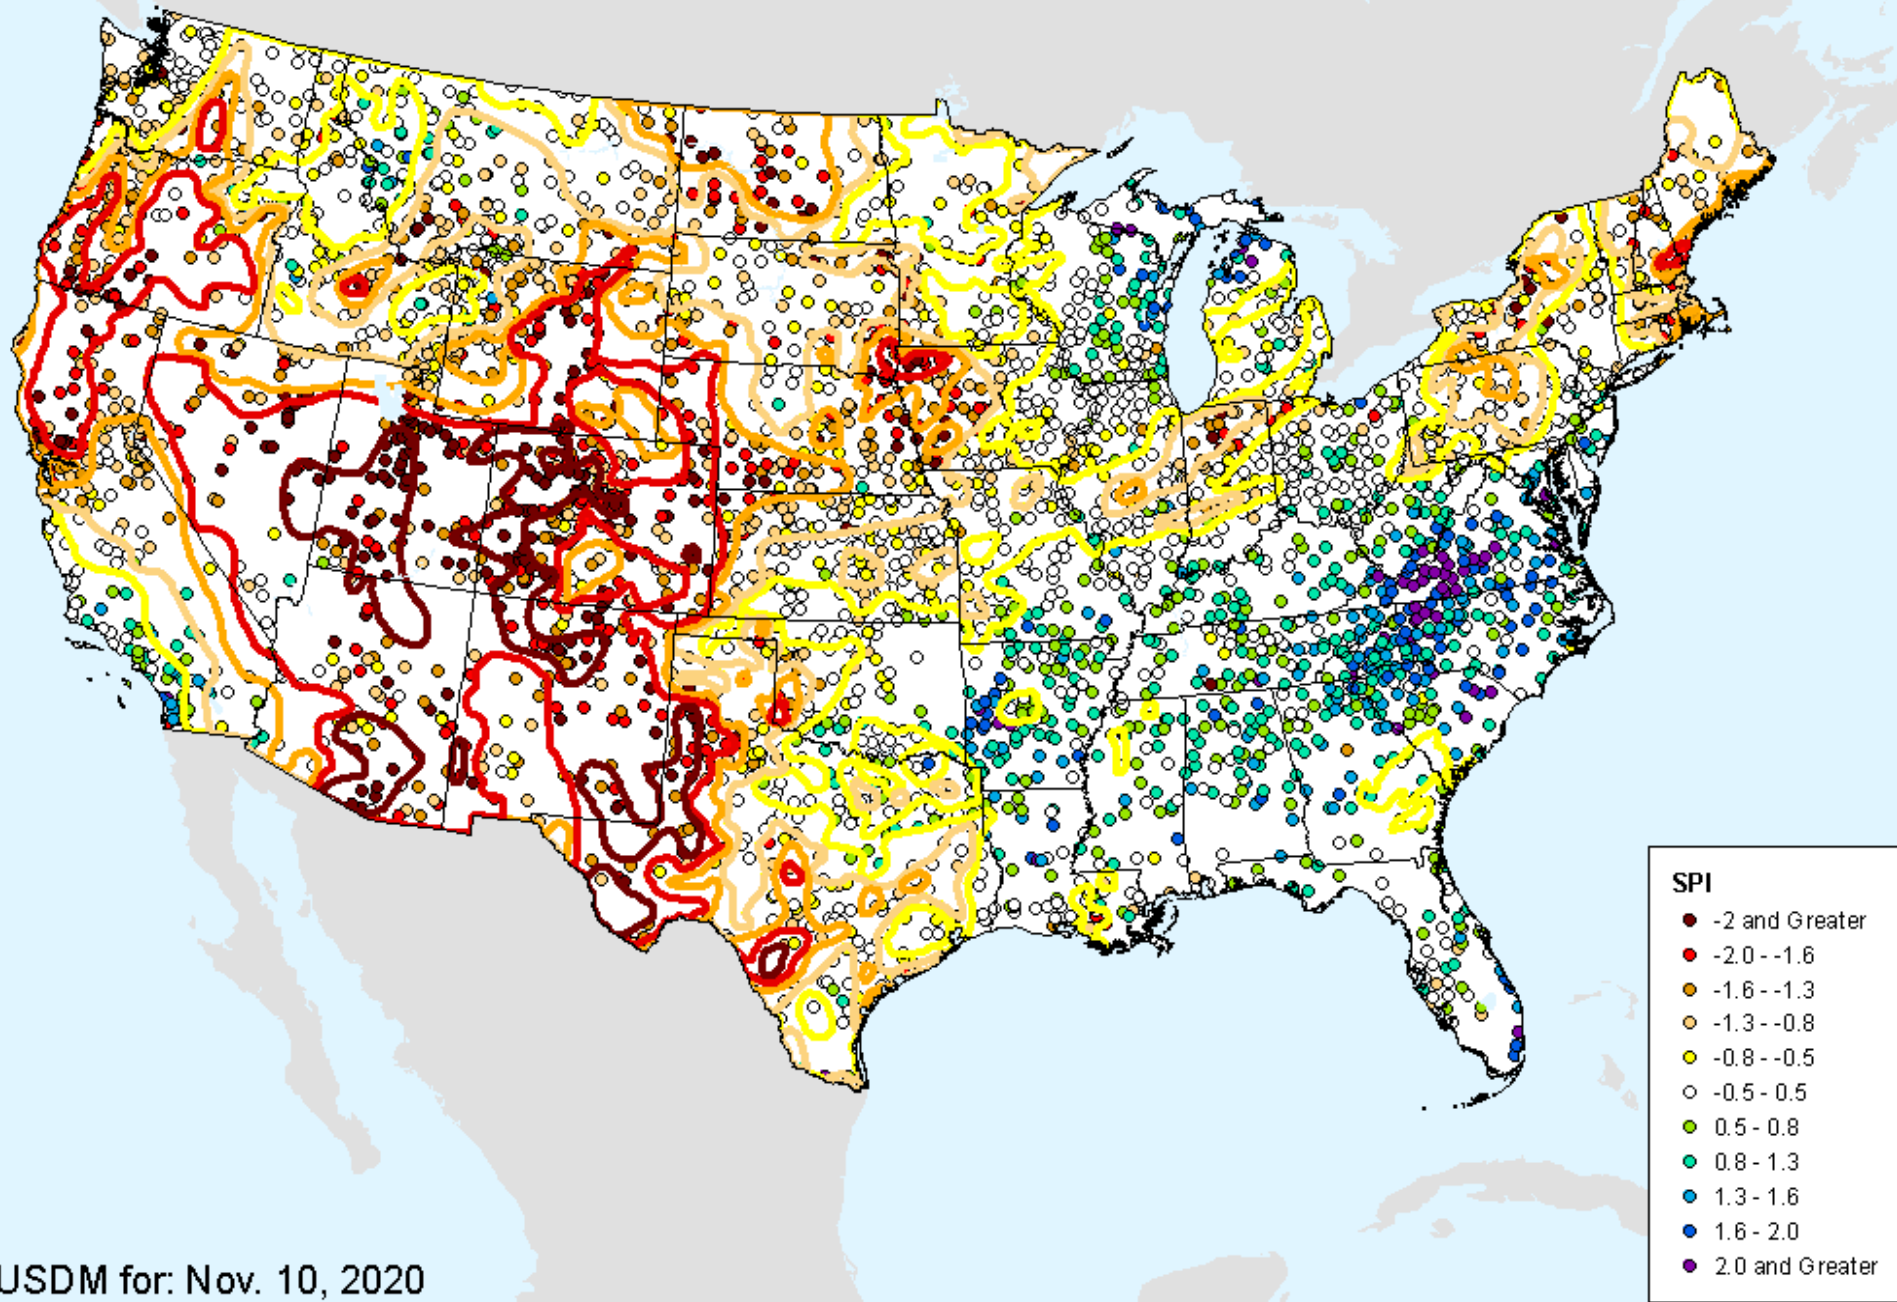 SPI
-2 and Greater
-2.0 - -1.6
-1.6 - -1.3
-1.3 - -0.8
-0.8 - -0.5
-0.5 - 0.5
0.5 - 0.8
0.8 - 1.3
1.3 - 1.6
1.6 - 2.0
2.0 and Greater
USDM for: Nov. 10, 2020